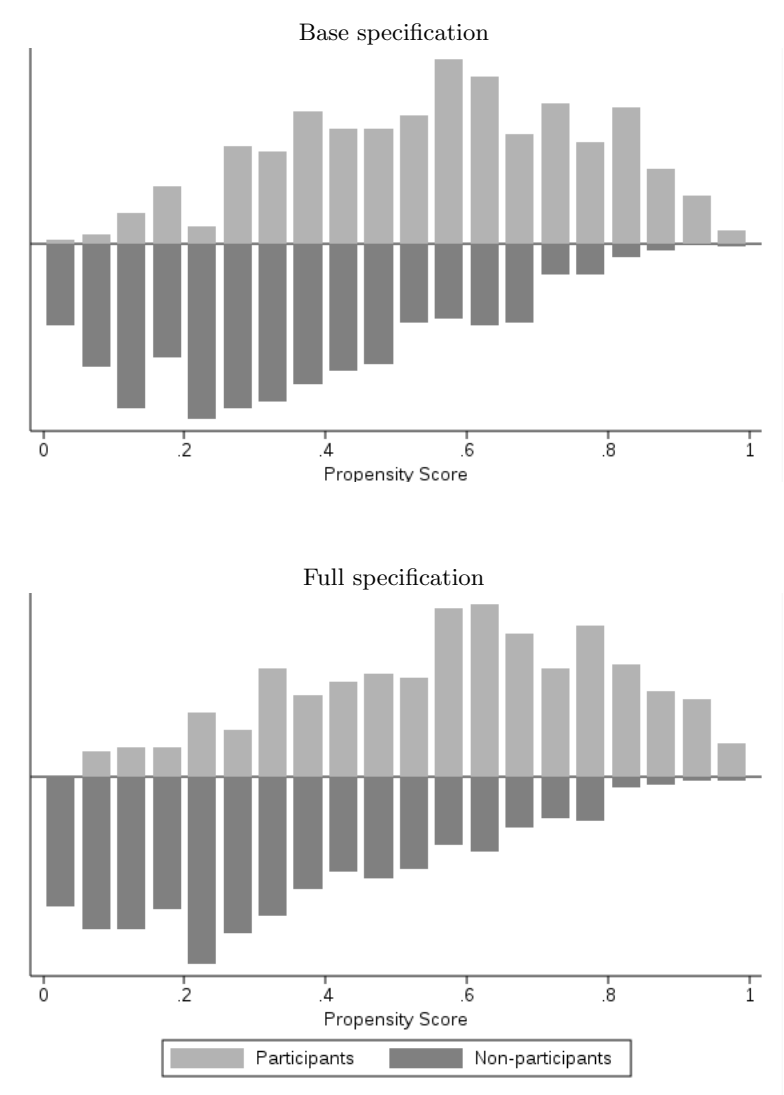 Base specification
0 .2 .4 .6 .8 1
Propensity Score
Full specification
0 .2 .4 .6 .8 1
Propensity Score
Participants Non-participants